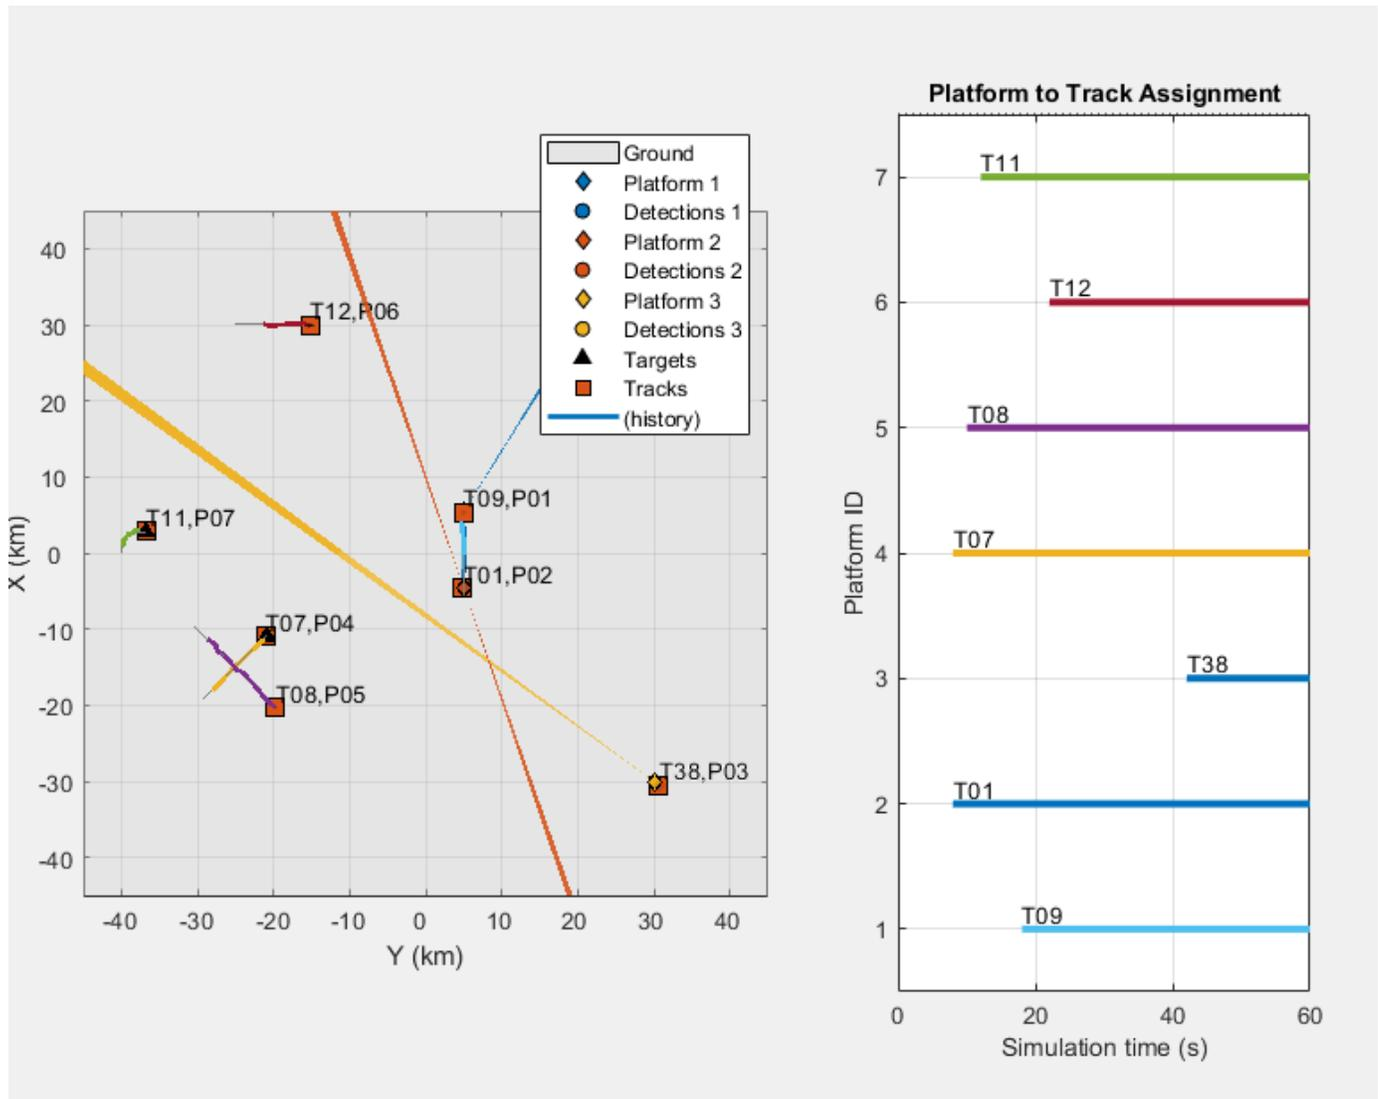 Platform to Track Assignment
Ground
Platform 1
Detections 1
Platform 2
Detections 2
Platform 3
Detections 3
Targets
Tracks
(history)
40
30
20
10
0
-10
-20
-30
-40
X (km)
T12,P06
T09,P01
T11,P07
T01,P02
T07,P04
T08,P05
T38,P03
-40
-30
-20
-10
0
10
20
30
40
Y (km)
7
6
5
4
3
2
1
Platform ID
T11
T12
T08
T07
T38
T01
T09
0
20
40
60
Simulation time (s)